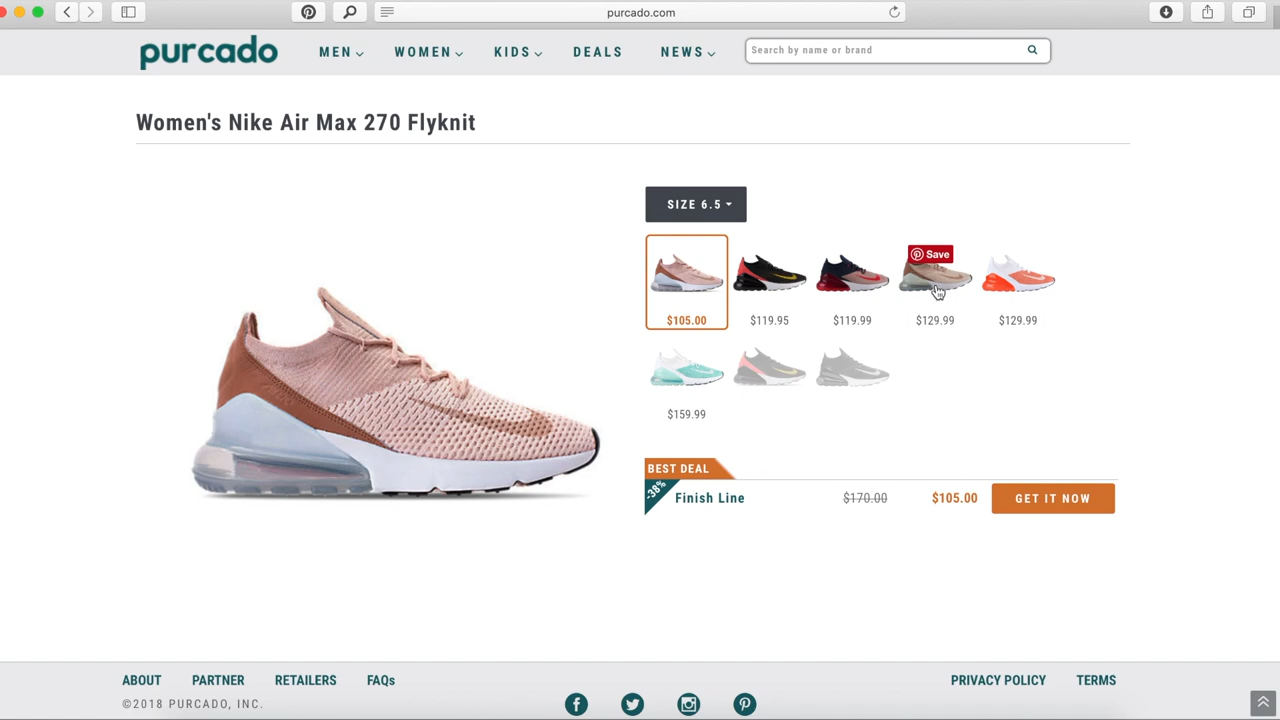 purcado.com
purcado
MEN
WOMEN
KIDS
DEALS
NEWS
Search by name or brand
Women's Nike Air Max 270 Flyknit
SIZE 6.5
Save
$105.00
$119.95
$119.99
$129.99
$129.99
$159.99
BEST DEAL
-38%
Finish Line
$170.00
$105.00
GET IT NOW
ABOUT
PARTNER
RETAILERS
FAQs
PRIVACY POLICY
TERMS
©2018 PURCADO, INC.